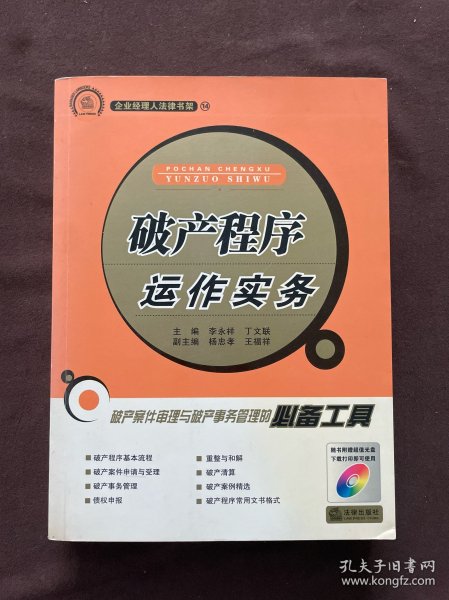 企业经理人法律书架 14
POCHAN CHENGXU
YUNZUO SHIWU
破产程序
运作实务
主编 李永祥 丁文联
副主编 杨忠孝 王福祥
破产案件审理与破产事务管理的必备工具
破产程序基本流程
破产案件申请与受理
破产事务管理
债权申报
重整与和解
破产清算
破产案例精选
破产程序常用文书格式
随书附赠超值光盘
下载打印即可使用
法律出版社
孔夫子旧书网
www.kongfz.com